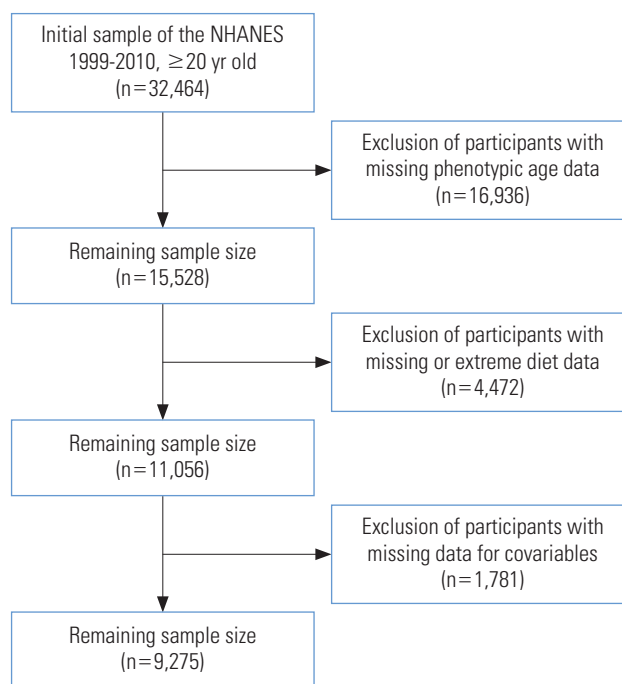 Initial sample of the NHANES
1999-2010, ≥20 yr old
(n=32,464)
Exclusion of participants with
missing phenotypic age data
(n=16,936)
Remaining sample size
(n=15,528)
Exclusion of participants with
missing or extreme diet data
(n=4,472)
Remaining sample size
(n=11,056)
Exclusion of participants with
missing data for covariables
(n=1,781)
Remaining sample size
(n=9,275)